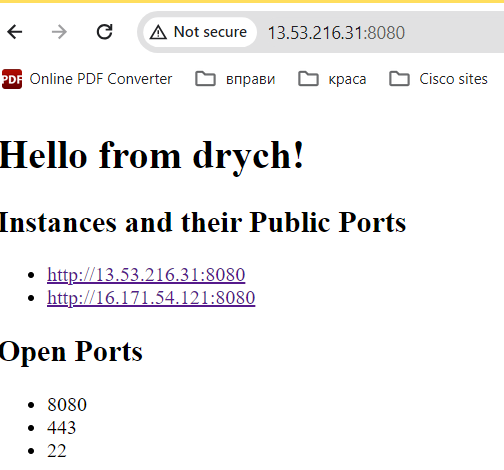 Not secure 13.53.216.31:8080
PDF Online PDF Converter вправи краса Cisco sites
Hello from drych!
Instances and their Public Ports
http://13.53.216.31:8080
http://16.171.54.121:8080
Open Ports
8080
443
22